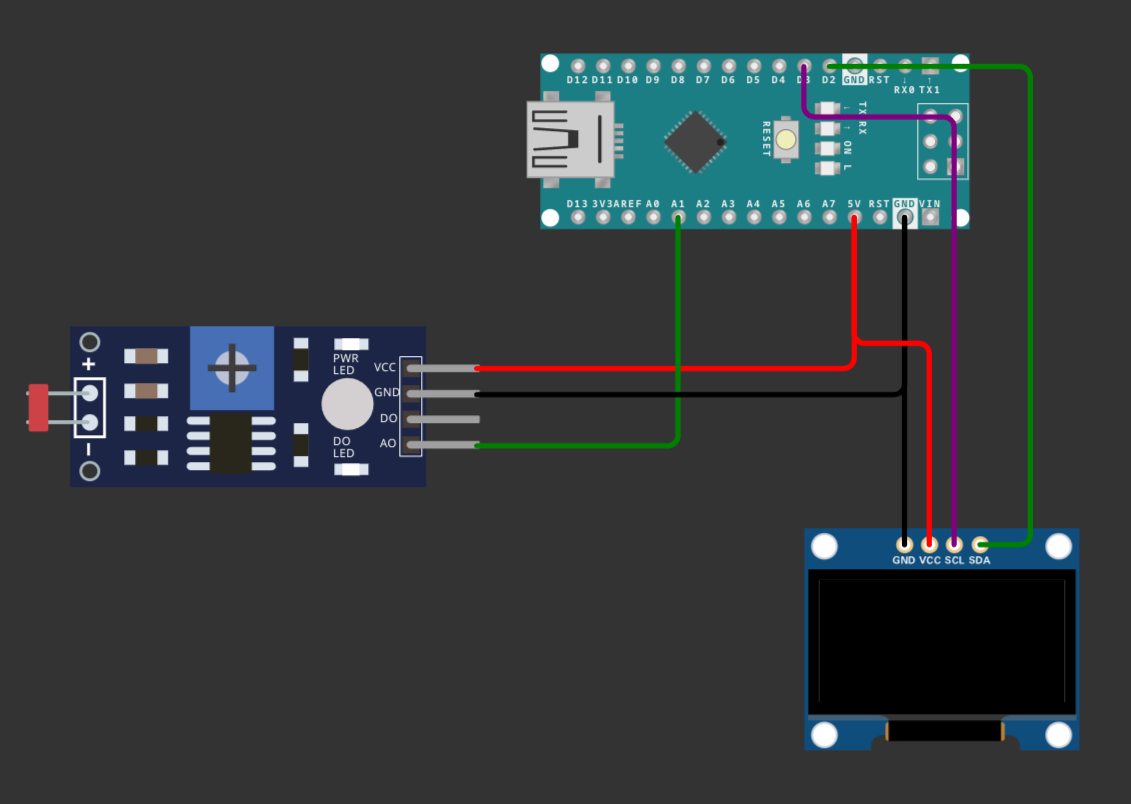 D12 D11 D10 D9 D8 D7 D6 D5 D4 D3 D2 GND RST RX0 TX1
↓ ↑
RESET
TX RX
← →
ON L
D13 3V3 AREF A0 A1 A2 A3 A4 A5 A6 A7 5V RST GND VIN
+
−
PWR
LED
VCC
GND
DO
AO
DO
LED
GND VCC SCL SDA